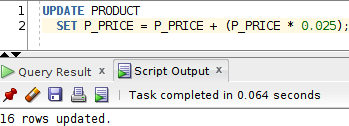 1 UPDATE PRODUCT
2 SET P_PRICE = P_PRICE + (P_PRICE * 0.025);
Query Result x Script Output x
Task completed in 0.064 seconds
16 rows updated.